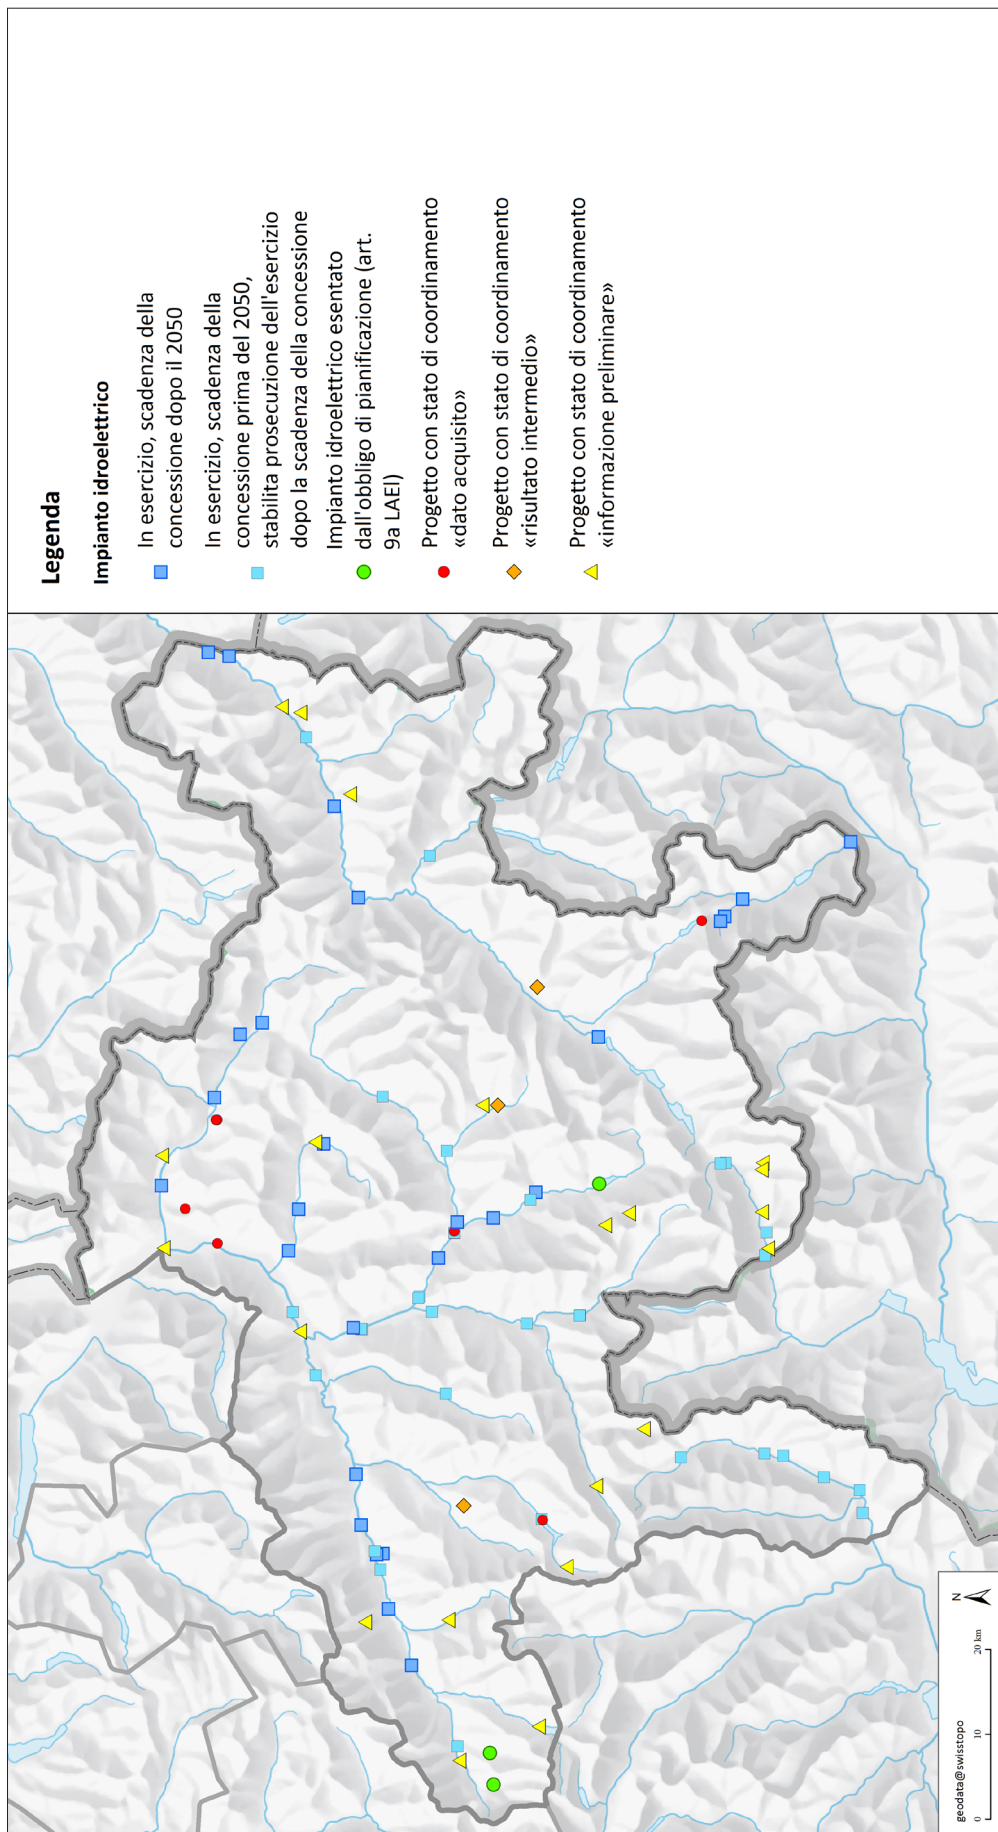 Legenda
Impianto idroelettrico
In esercizio, scadenza della
concessione dopo il 2050
In esercizio, scadenza della
concessione prima del 2050,
stabilita prosecuzione dell'esercizio
dopo la scadenza della concessione
Impianto idroelettrico esentato
dall'obbligo di pianificazione (art.
9a LAEl)
Progetto con stato di coordinamento
«dato acquisito»
Progetto con stato di coordinamento
«risultato intermedio»
Progetto con stato di coordinamento
«informazione preliminare»
geodata@swisstopo
N
0 10 20 km